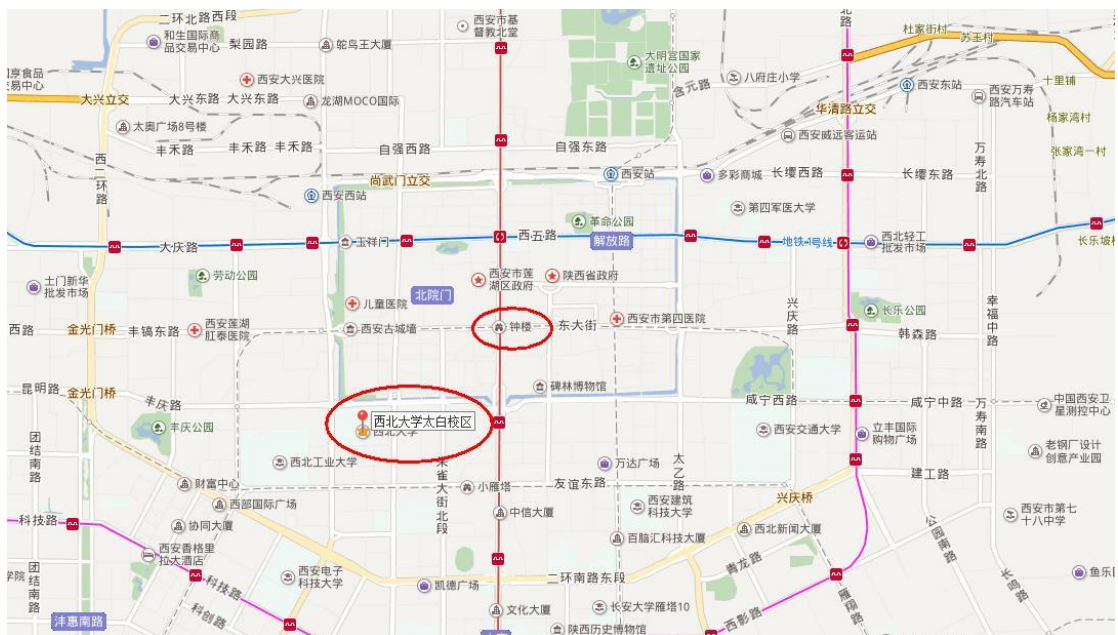 二环北路西段
和生国际商
品交易中心
梨园路
鸵鸟王大厦
西安市基
督教北堂
大明宫国家
遗址公园
含元路
八府庄小学
北路
杜家街村
苏王村
十里铺
西安东站
西安万寿
路汽车站
华清路立交
杨家湾村
张家湾一村
亨食品
交易中心
西安大兴医院
大兴立交
大兴东路
大兴东路
龙湖MOCO国际
太奥广场8号楼
丰禾路
丰禾路
丰禾路
自强西路
自强东路
西安威远客运站
西二环路
尚武门立交
西安西站
西安站
多彩商城
长缨西路
长缨东路
万寿北路
第四军医大学
革命公园
大庆路
玉祥门
西五路
解放路
地铁1号线
西北轻工
批发市场
长乐坡
劳动公园
土门新华
批发市场
西安市莲
湖区政府
陕西省政府
北院门
儿童医院
兴庆路
长乐公园
幸福中路
西路
金光门桥
丰镐东路
西安莲湖
肛泰医院
西安古城墙
钟楼
东大街
西安市第四医院
韩森路
昆明路
金光门桥
丰庆路
碑林博物馆
咸宁西路
咸宁中路
万寿南路
中国西安卫
星测控中心
西北大学太白校区
西北大学
丰庆公园
西安交通大学
立丰国际
购物广场
老钢厂设计
创意产业园
团结南路
西北工业大学
朱雀大街北段
万达广场
太乙路
建工路
财富中心
小雁塔
友谊东路
兴庆桥
西部国际广场
科技路
协同大厦
中信大厦
西安建筑
科技大学
西北新闻大厦
西安市第七
十八中学
公园南路
西安香格里
拉大酒店
百脑汇科技大厦
青龙路
学院
团结南路
科技路
西安电子
科技大学
凯德广场
二环南路东段
雁翔路
长鸣路
鱼乐
科创路
沣惠南路
文化大厦
长安大学雁塔10
西影路
陕西历史博物馆